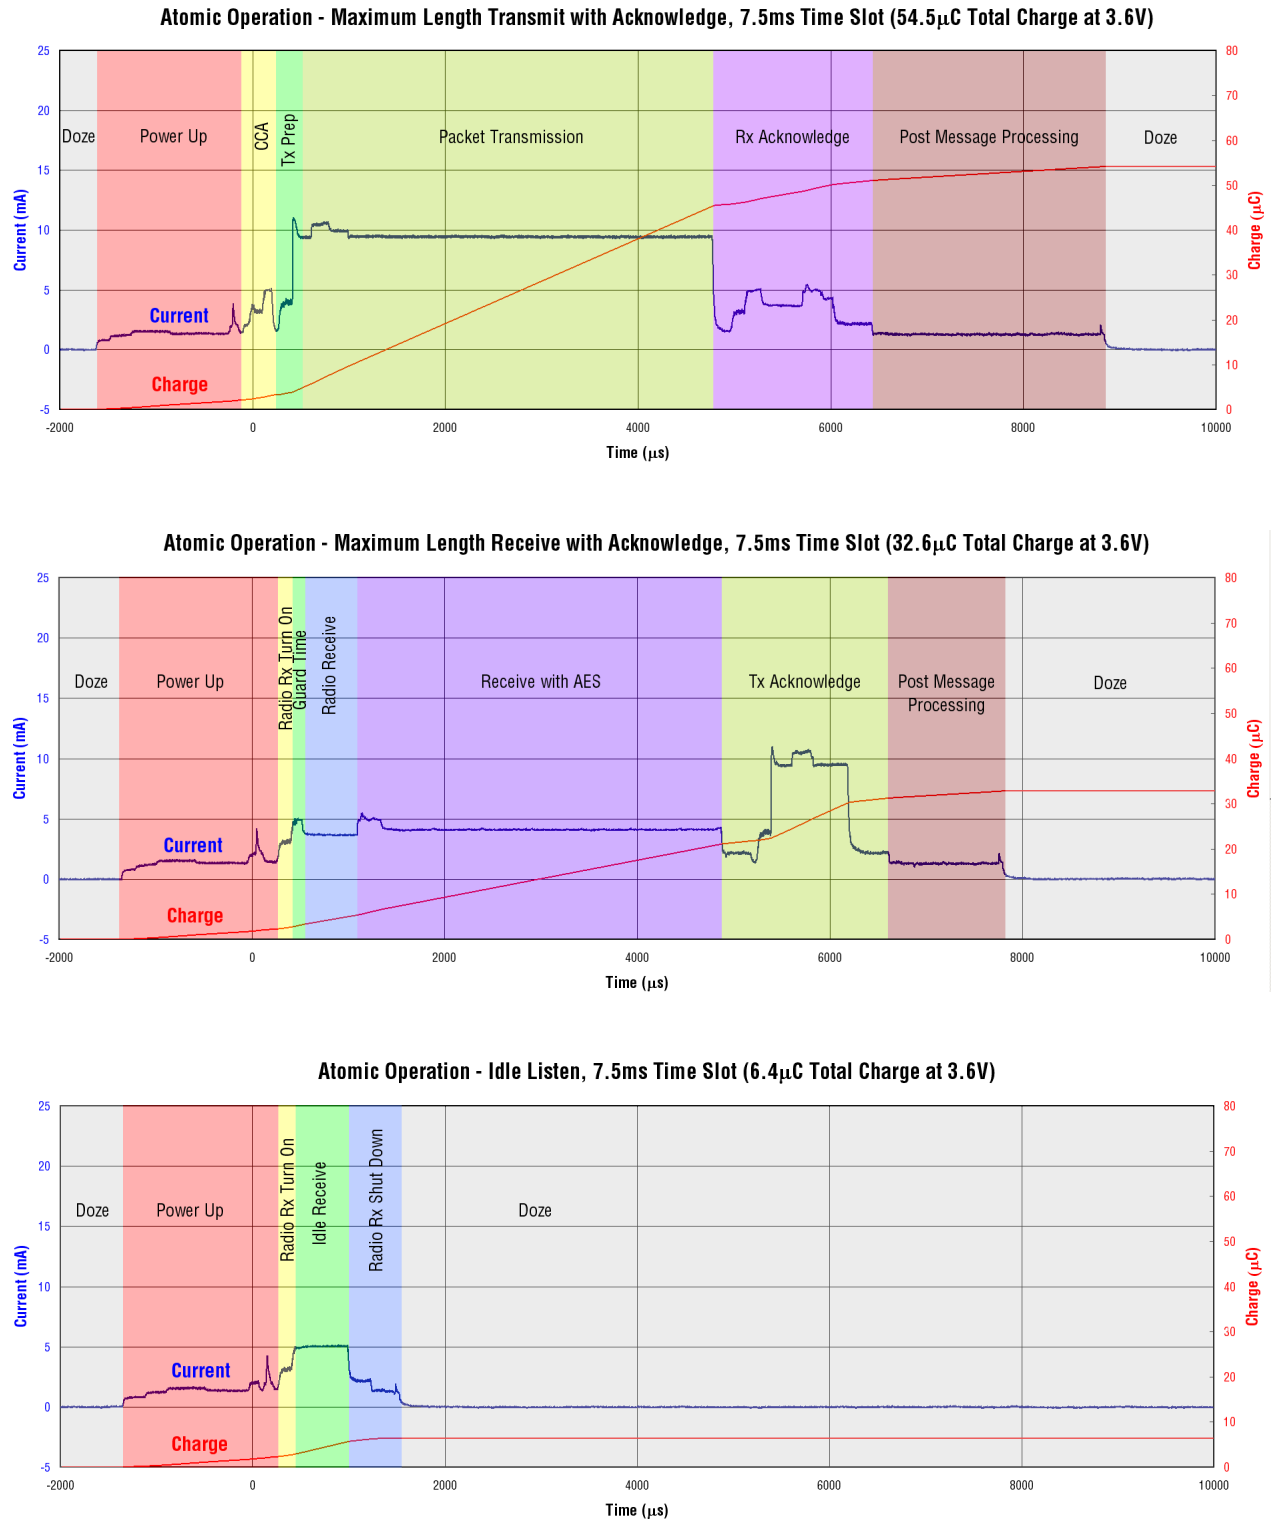 Atomic Operation - Maximum Length Transmit with Acknowledge, 7.5ms Time Slot (54.5μC Total Charge at 3.6V)
25
20
15
10
5
0
-5
Current (mA)
80
70
60
50
40
30
20
10
0
Charge (μC)
Doze
Power Up
CCA
Tx Prep
Packet Transmission
Rx Acknowledge
Post Message Processing
Doze
Current
Charge
-2000
0
2000
4000
6000
8000
10000
Time (μs)
Atomic Operation - Maximum Length Receive with Acknowledge, 7.5ms Time Slot (32.6μC Total Charge at 3.6V)
25
20
15
10
5
0
-5
Current (mA)
80
70
60
50
40
30
20
10
0
Charge (μC)
Doze
Power Up
Radio Rx Turn On
Guard Time
Radio Receive
Receive with AES
Tx Acknowledge
Post Message
Processing
Doze
Current
Charge
-2000
0
2000
4000
6000
8000
10000
Time (μs)
Atomic Operation - Idle Listen, 7.5ms Time Slot (6.4μC Total Charge at 3.6V)
25
20
15
10
5
0
-5
Current (mA)
80
70
60
50
40
30
20
10
0
Charge (μC)
Doze
Power Up
Radio Rx Turn On
Idle Receive
Radio Rx Shut Down
Doze
Current
Charge
-2000
0
2000
4000
6000
8000
10000
Time (μs)